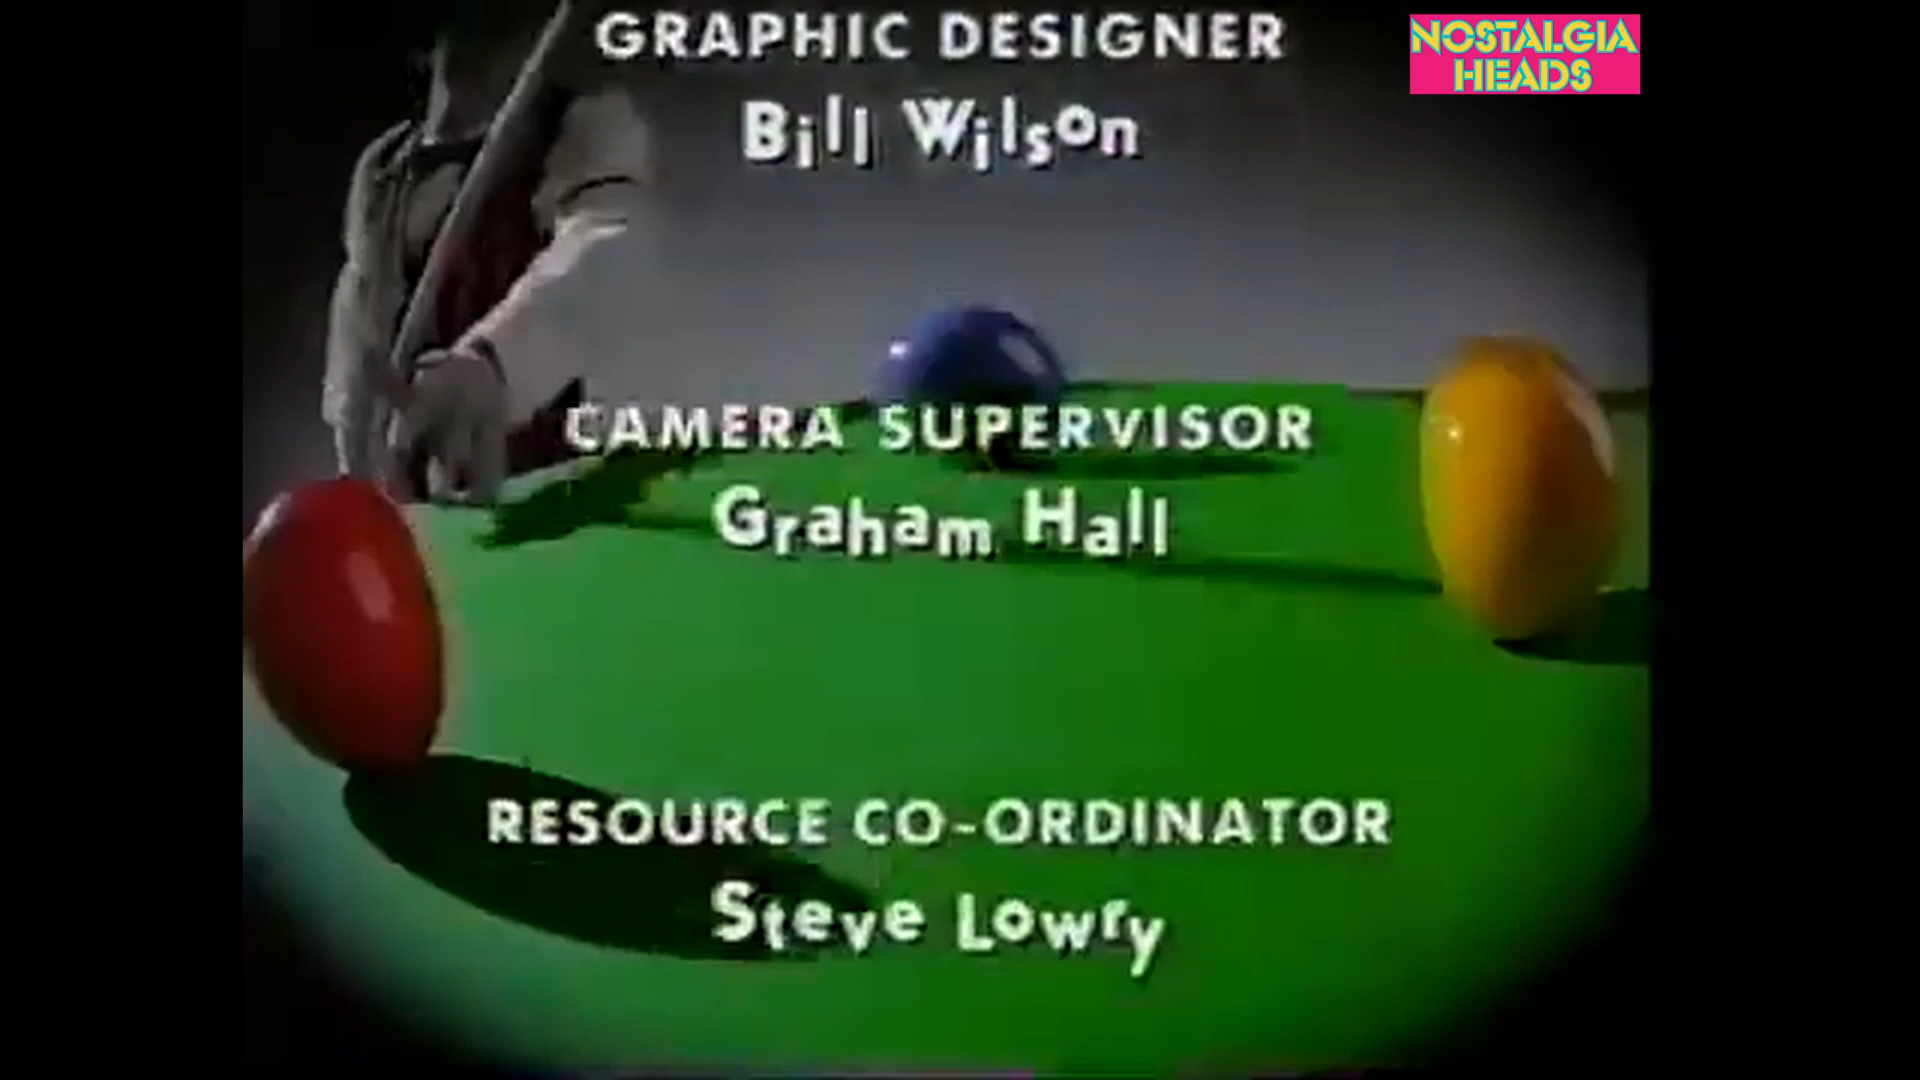 GRAPHIC DESIGNER
NOSTALGIA
HEADS
Bill Wilson
CAMERA SUPERVISOR
Graham Hall
RESOURCE CO-ORDINATOR
Steve Lowry